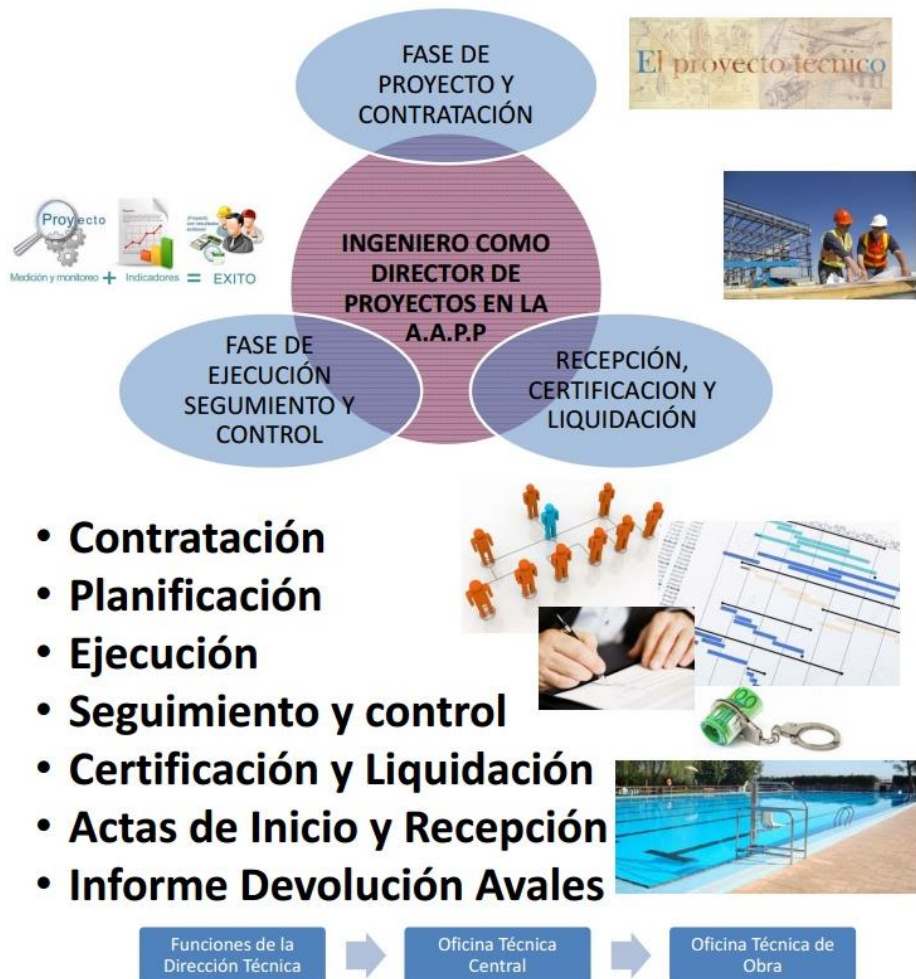 FASE DE
PROYECTO Y
CONTRATACIÓN
El proyecto técnico
Proyecto
Medición y monitoreo + Indicadores = EXITO
INGENIERO COMO
DIRECTOR DE
PROYECTOS EN LA
A.A.P.P
FASE DE
EJECUCIÓN
SEGUMIENTO Y
CONTROL
RECEPCIÓN,
CERTIFICACION Y
LIQUIDACIÓN
• Contratación
• Planificación
• Ejecución
• Seguimiento y control
• Certificación y Liquidación
• Actas de Inicio y Recepción
• Informe Devolución Avales
Funciones de la
Dirección Técnica
Oficina Técnica
Central
Oficina Técnica de
Obra